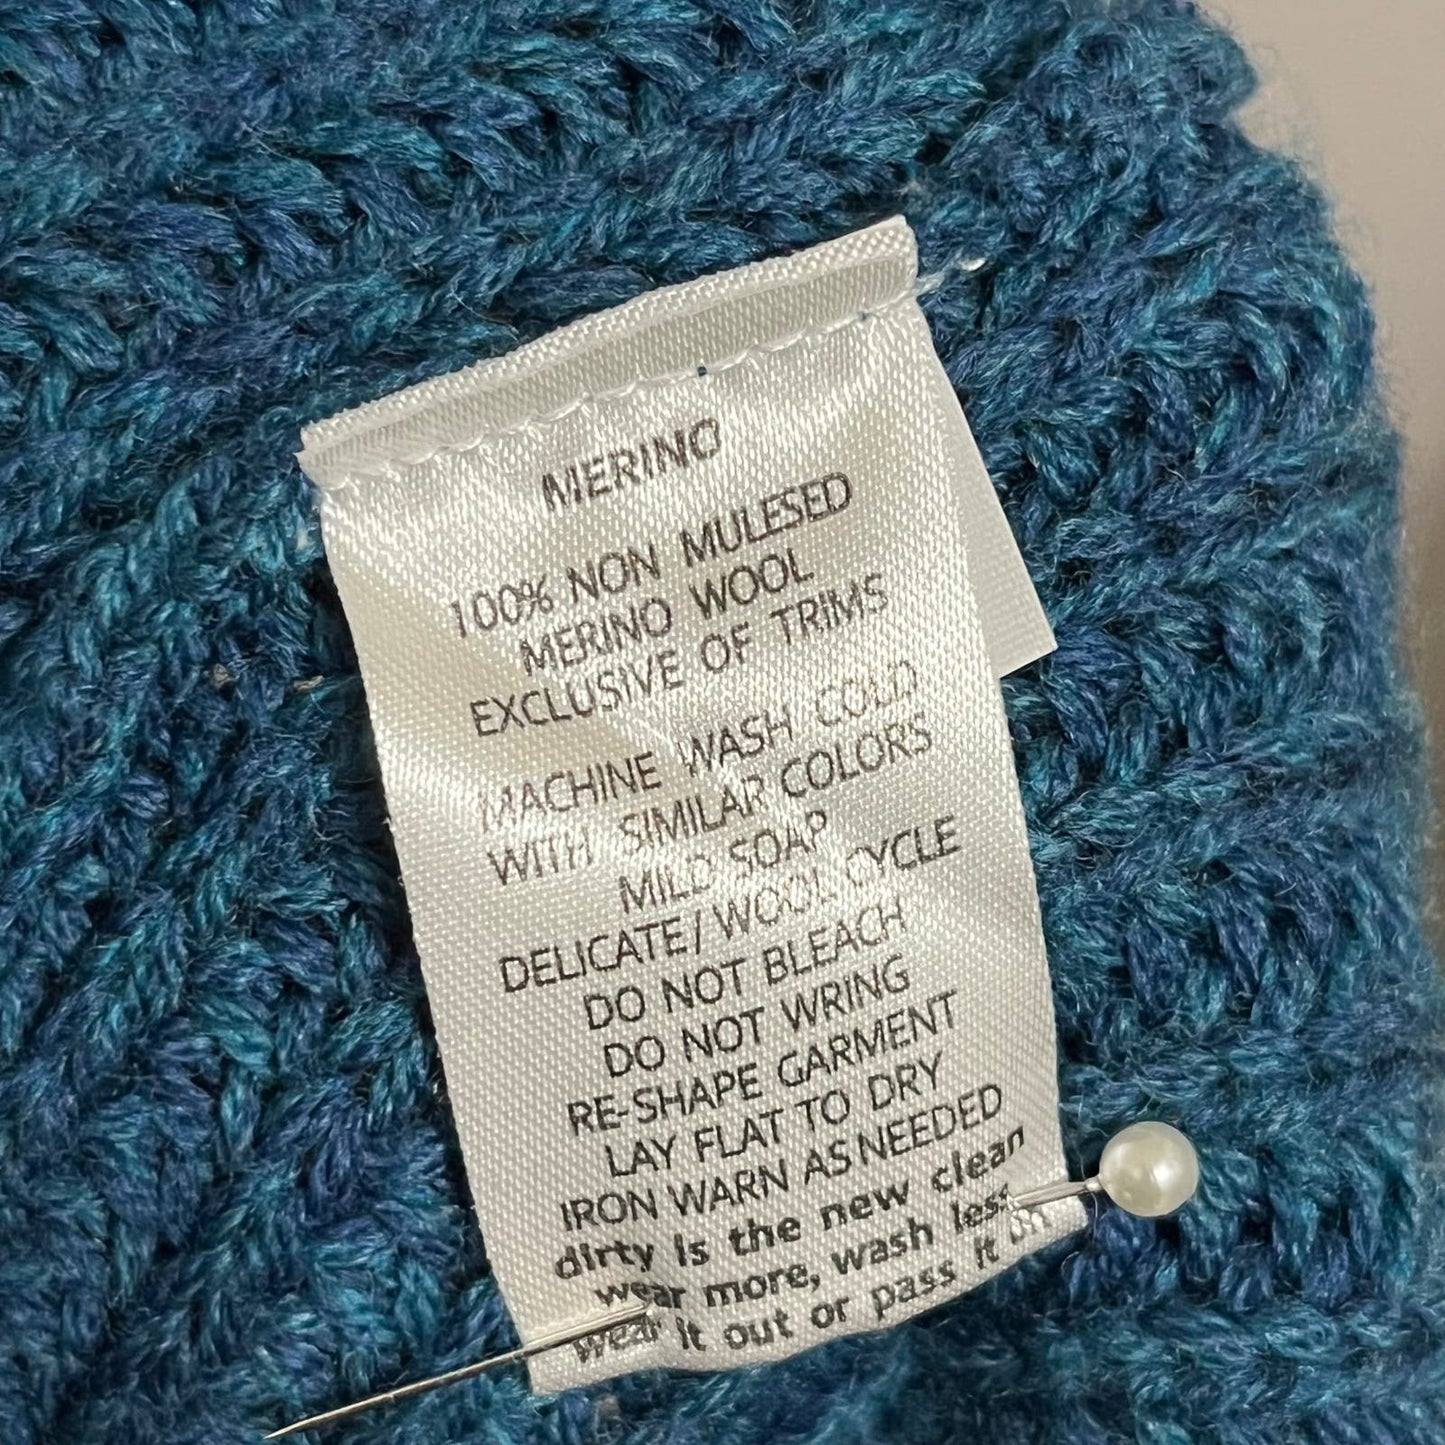 MERINO
100% NON MULESED
MERINO WOOL
EXCLUSIVE OF TRIMS
MACHINE WASH COLD
WITH SIMILAR COLORS
MILD SOAP
DELICATE/WOOL CYCLE
DO NOT BLEACH
DO NOT WRING
RE-SHAPE GARMENT
LAY FLAT TO DRY
IRON WARN AS NEEDED
dirty is the new clean
wear more, wash less
wear it out or pass it on